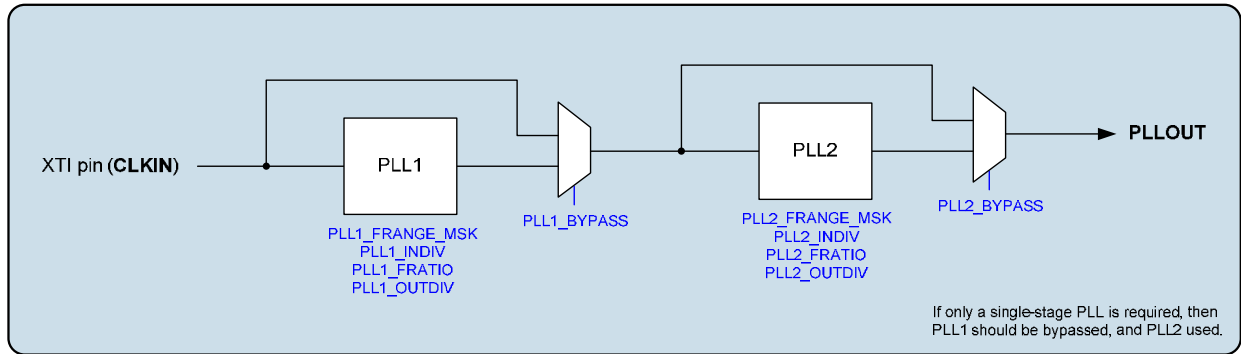 XTI pin (CLKIN)
PLL1
PLL1_FRANGE_MSK
PLL1_INDIV
PLL1_FRATIO
PLL1_OUTDIV
PLL1_BYPASS
PLL2
PLL2_FRANGE_MSK
PLL2_INDIV
PLL2_FRATIO
PLL2_OUTDIV
PLL2_BYPASS
PLLOUT
If only a single-stage PLL is required, then
PLL1 should be bypassed, and PLL2 used.